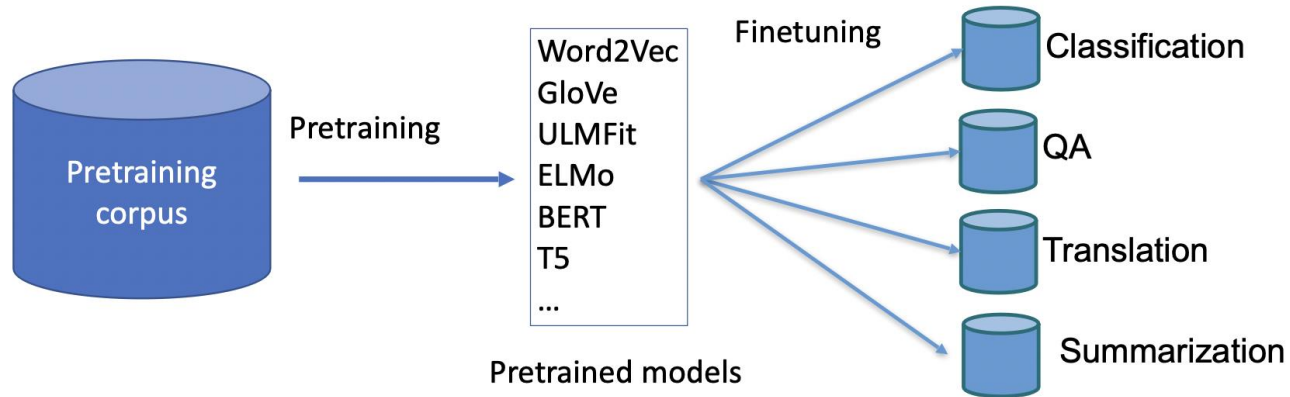 Pretraining
corpus
Pretraining
Word2Vec
GloVe
ULMFit
ELMo
BERT
T5
...
Pretrained models
Finetuning
Classification
QA
Translation
Summarization